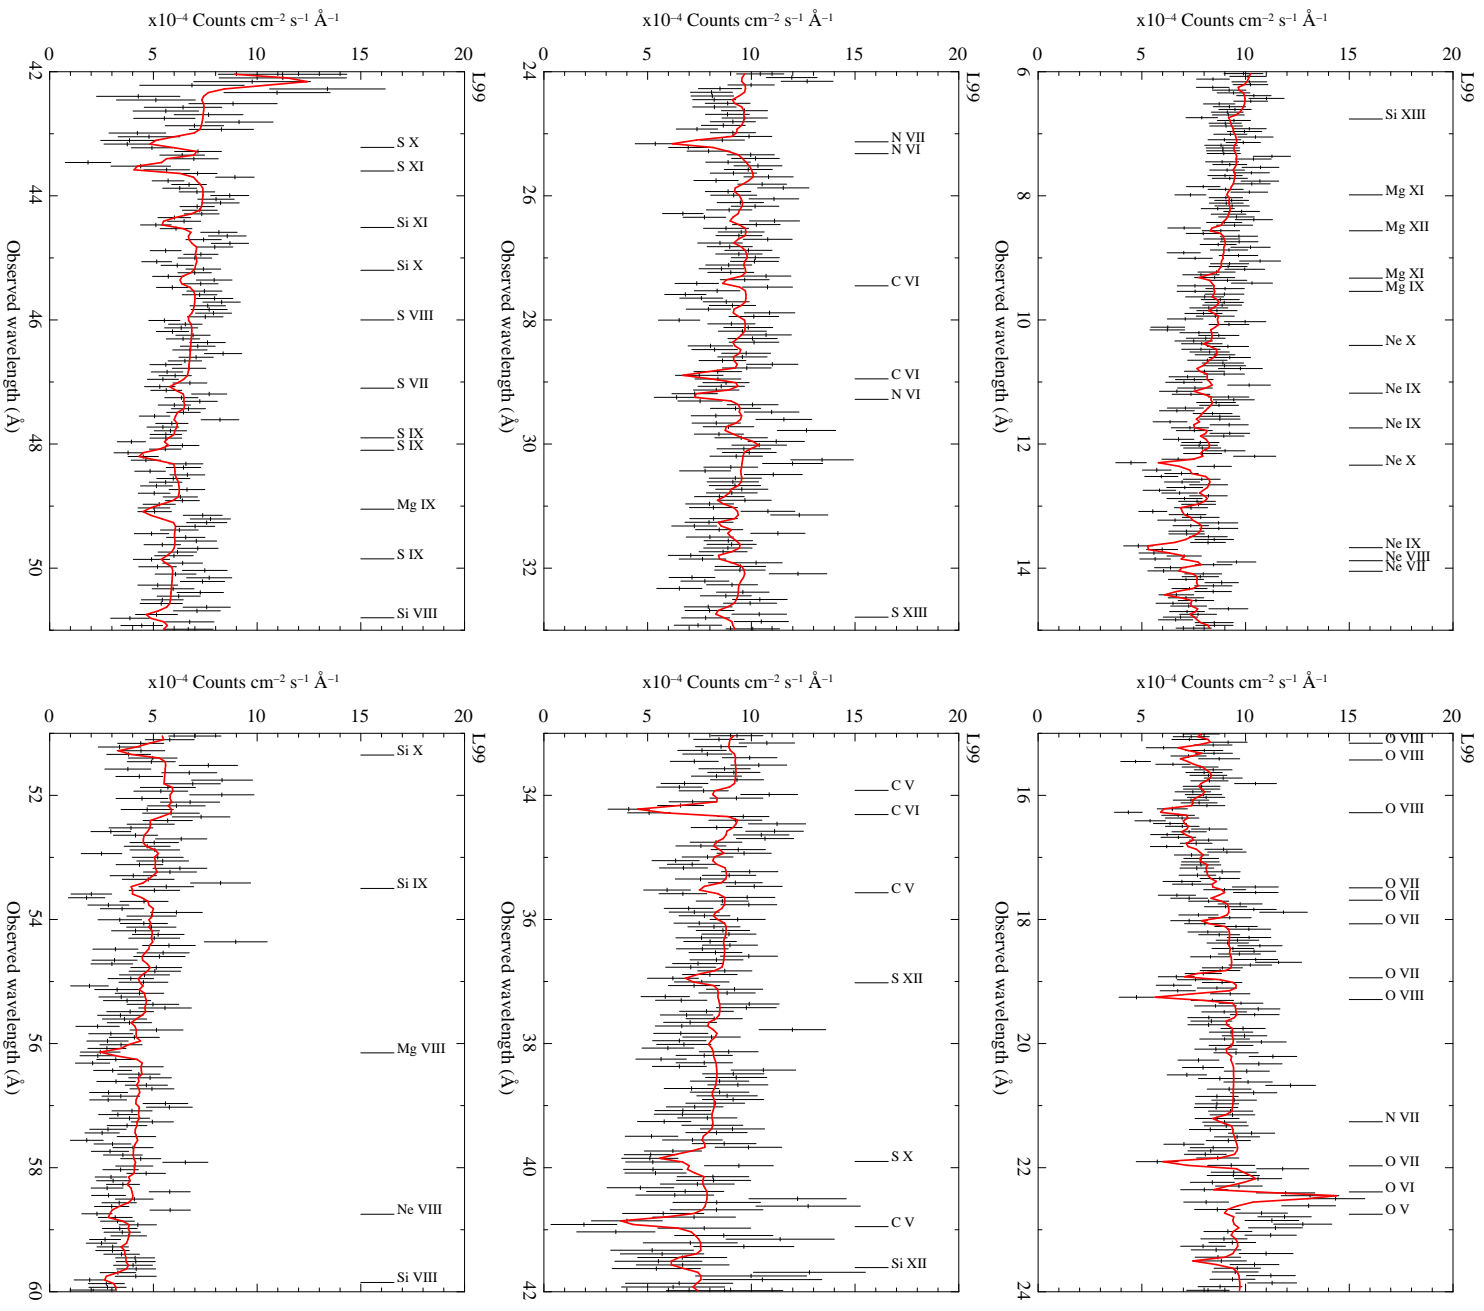 x10⁻⁴ Counts cm⁻² s⁻¹ Å⁻¹
0 5 10 15 20
L99
42
44
46
48
50
Observed wavelength (Å)
S X
S XI
Si XI
Si X
S VIII
S VII
S IX
S IX
Mg IX
S IX
Si VIII
x10⁻⁴ Counts cm⁻² s⁻¹ Å⁻¹
0 5 10 15 20
L99
24
26
28
30
32
Observed wavelength (Å)
N VII
N VI
C VI
C VI
N VI
S XIII
x10⁻⁴ Counts cm⁻² s⁻¹ Å⁻¹
0 5 10 15 20
L99
6
8
10
12
14
Observed wavelength (Å)
Si XIII
Mg XI
Mg XII
Mg XI
Mg IX
Ne X
Ne IX
Ne IX
Ne X
Ne IX
Ne VIII
Ne VII
x10⁻⁴ Counts cm⁻² s⁻¹ Å⁻¹
0 5 10 15 20
L99
52
54
56
58
60
Observed wavelength (Å)
Si X
Si IX
Mg VIII
Ne VIII
Si VIII
x10⁻⁴ Counts cm⁻² s⁻¹ Å⁻¹
0 5 10 15 20
L99
34
36
38
40
42
Observed wavelength (Å)
C V
C VI
C V
S XII
S X
C V
Si XII
x10⁻⁴ Counts cm⁻² s⁻¹ Å⁻¹
0 5 10 15 20
L99
16
18
20
22
24
Observed wavelength (Å)
O VIII
O VIII
O VIII
O VII
O VII
O VII
O VII
O VIII
N VII
O VII
O VI
O V